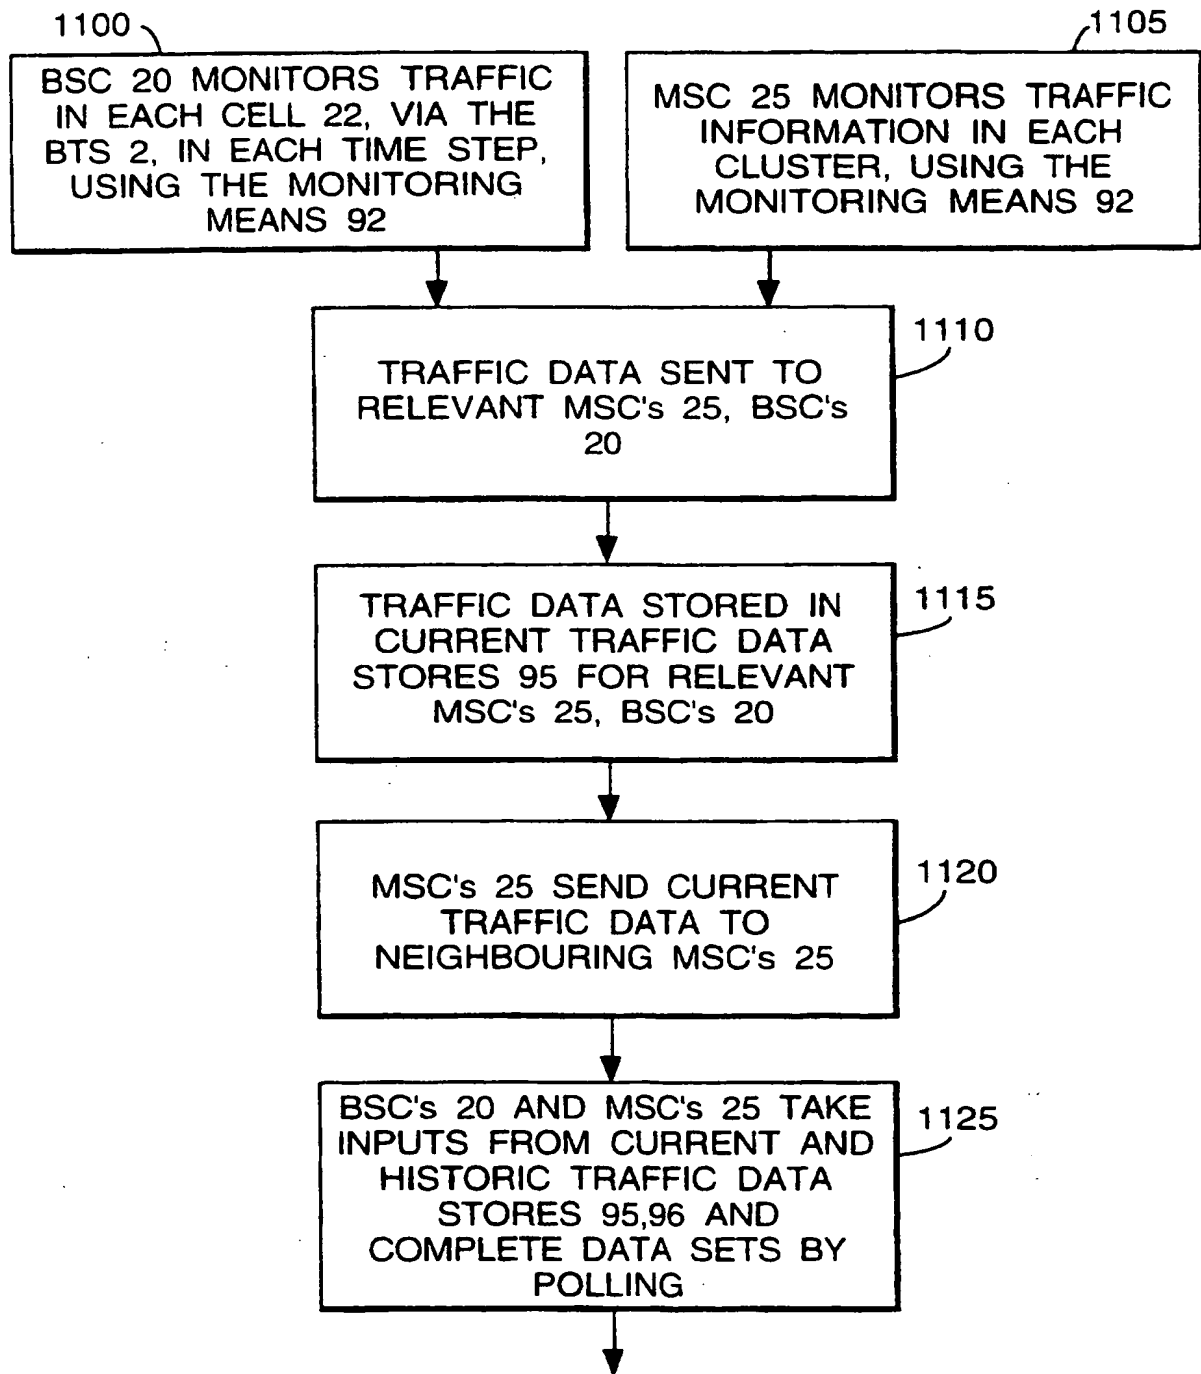 1100
BSC 20 MONITORS TRAFFIC
IN EACH CELL 22, VIA THE
BTS 2, IN EACH TIME STEP,
USING THE MONITORING
MEANS 92
1105
MSC 25 MONITORS TRAFFIC
INFORMATION IN EACH
CLUSTER, USING THE
MONITORING MEANS 92
1110
TRAFFIC DATA SENT TO
RELEVANT MSC's 25, BSC's
20
1115
TRAFFIC DATA STORED IN
CURRENT TRAFFIC DATA
STORES 95 FOR RELEVANT
MSC's 25, BSC's 20
1120
MSC's 25 SEND CURRENT
TRAFFIC DATA TO
NEIGHBOURING MSC's 25
1125
BSC's 20 AND MSC's 25 TAKE
INPUTS FROM CURRENT AND
HISTORIC TRAFFIC DATA
STORES 95,96 AND
COMPLETE DATA SETS BY
POLLING